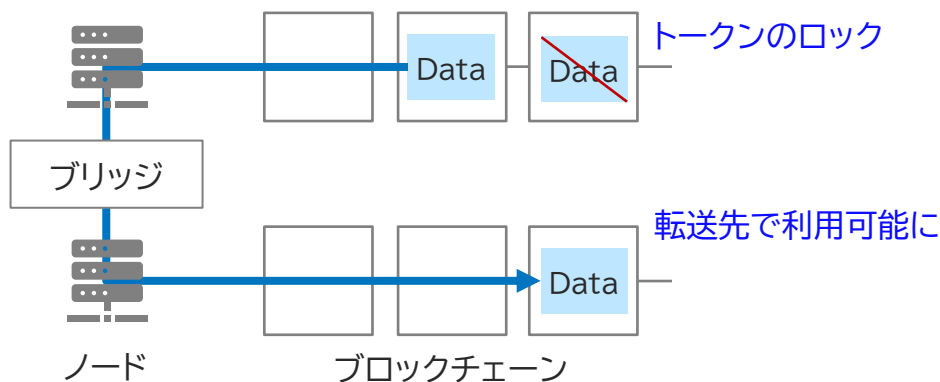 トークンのロック
Data
Data
ブリッジ
転送先で利用可能に
Data
ノード
ブロックチェーン